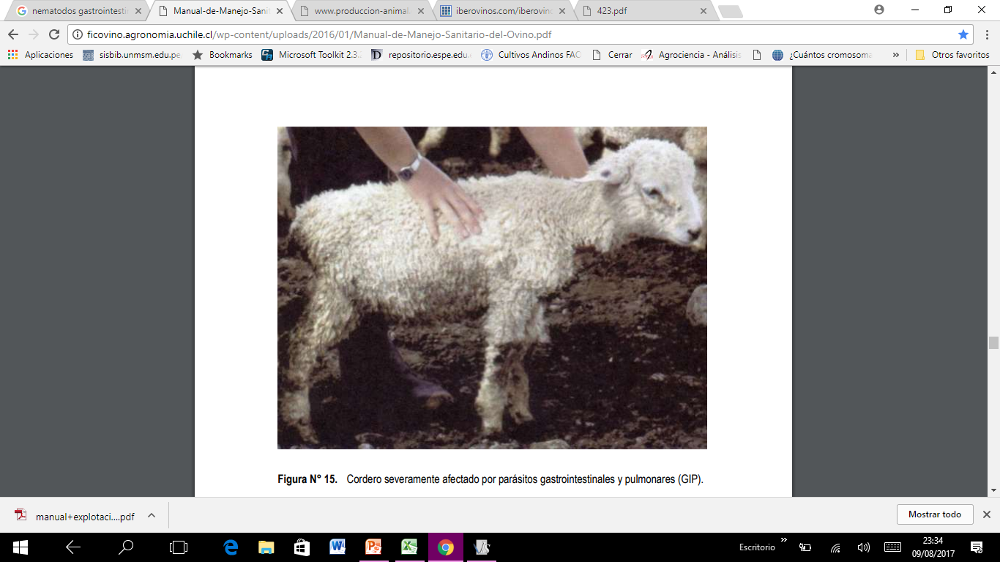 nematodos gastrointesti
Manual-de-Manejo-Sanit
www.produccion-animal.
iberovinos.com/iberovino
423.pdf
ficovino.agronomia.uchile.cl/wp-content/uploads/2016/01/Manual-de-Manejo-Sanitario-del-Ovino.pdf
Aplicaciones
sisbib.unmsm.edu.pe
Bookmarks
Microsoft Toolkit 2.3.
repositorio.espe.edu.
Cultivos Andinos FAO
Cerrar
Agrociencia - Análisis
¿Cuántos cromosoma
»
Otros favoritos
Figura N° 15. Cordero severamente afectado por parásitos gastrointestinales y pulmonares (GIP).
manual+explotaci....pdf
Mostrar todo
Escritorio
»
23:34
09/08/2017